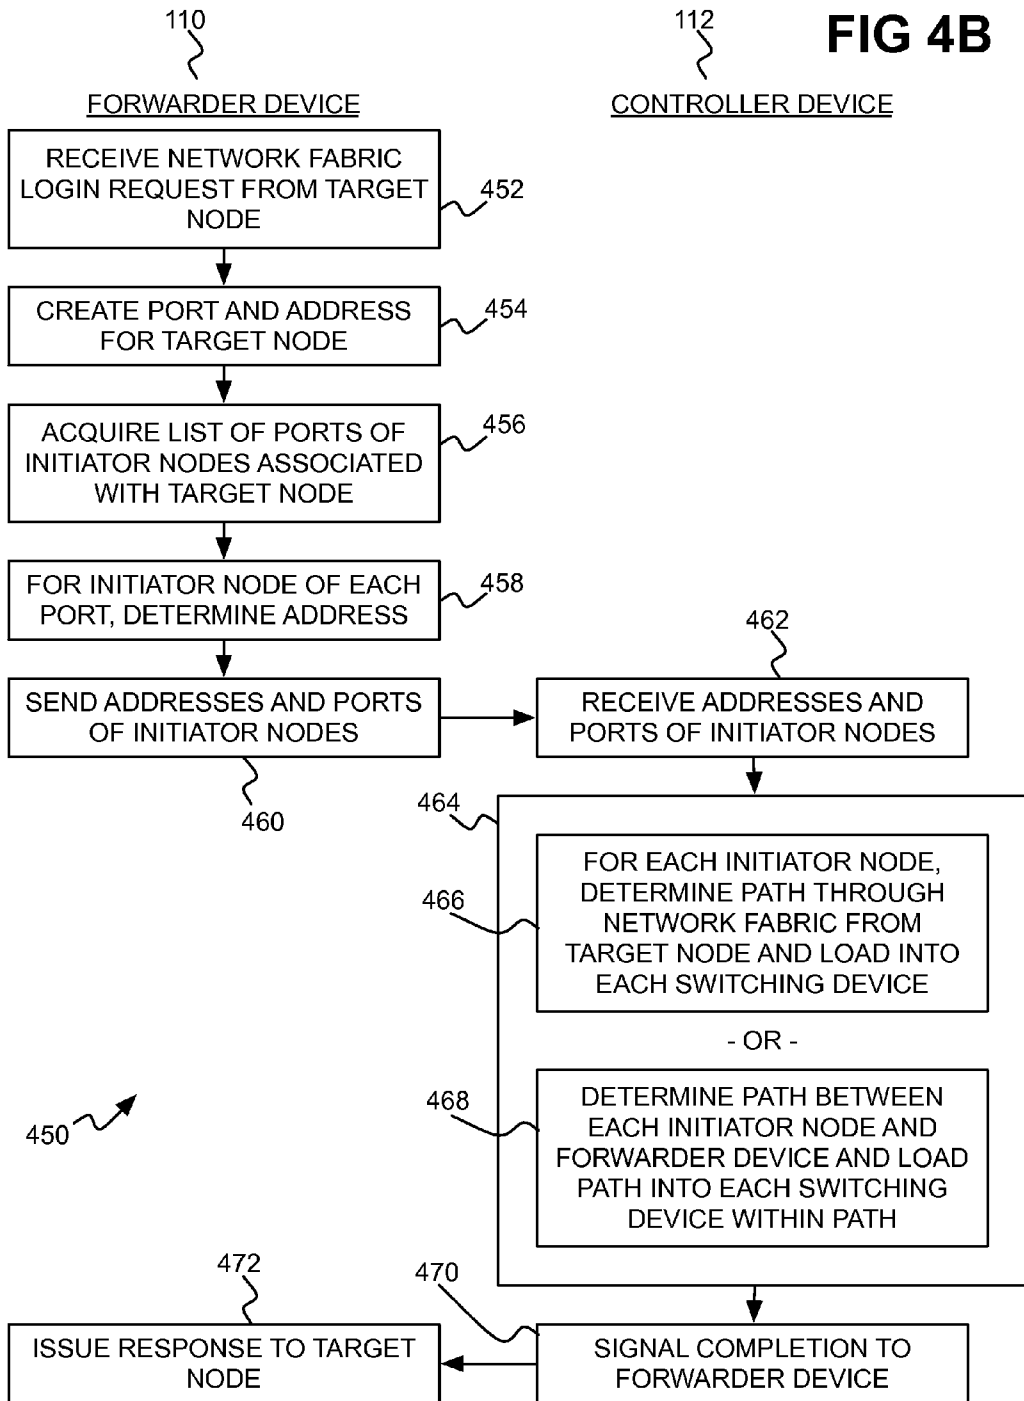 110
112
FIG 4B
FORWARDER DEVICE
CONTROLLER DEVICE
RECEIVE NETWORK FABRIC
LOGIN REQUEST FROM TARGET
NODE
452
CREATE PORT AND ADDRESS
FOR TARGET NODE
454
ACQUIRE LIST OF PORTS OF
INITIATOR NODES ASSOCIATED
WITH TARGET NODE
456
FOR INITIATOR NODE OF EACH
PORT, DETERMINE ADDRESS
458
SEND ADDRESSES AND PORTS
OF INITIATOR NODES
460
462
RECEIVE ADDRESSES AND
PORTS OF INITIATOR NODES
464
466
FOR EACH INITIATOR NODE,
DETERMINE PATH THROUGH
NETWORK FABRIC FROM
TARGET NODE AND LOAD INTO
EACH SWITCHING DEVICE
- OR -
468
DETERMINE PATH BETWEEN
EACH INITIATOR NODE AND
FORWARDER DEVICE AND LOAD
PATH INTO EACH SWITCHING
DEVICE WITHIN PATH
450
470
SIGNAL COMPLETION TO
FORWARDER DEVICE
472
ISSUE RESPONSE TO TARGET
NODE